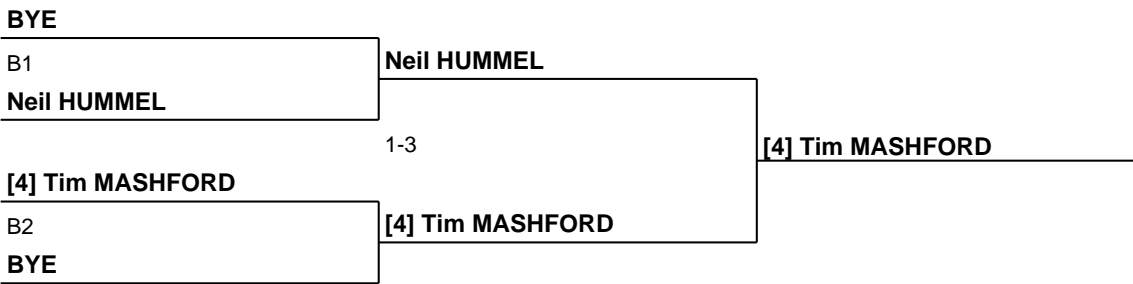 BYE
B1
Neil HUMMEL
Neil HUMMEL
1-3
[4] Tim MASHFORD
[4] Tim MASHFORD
B2
[4] Tim MASHFORD
BYE